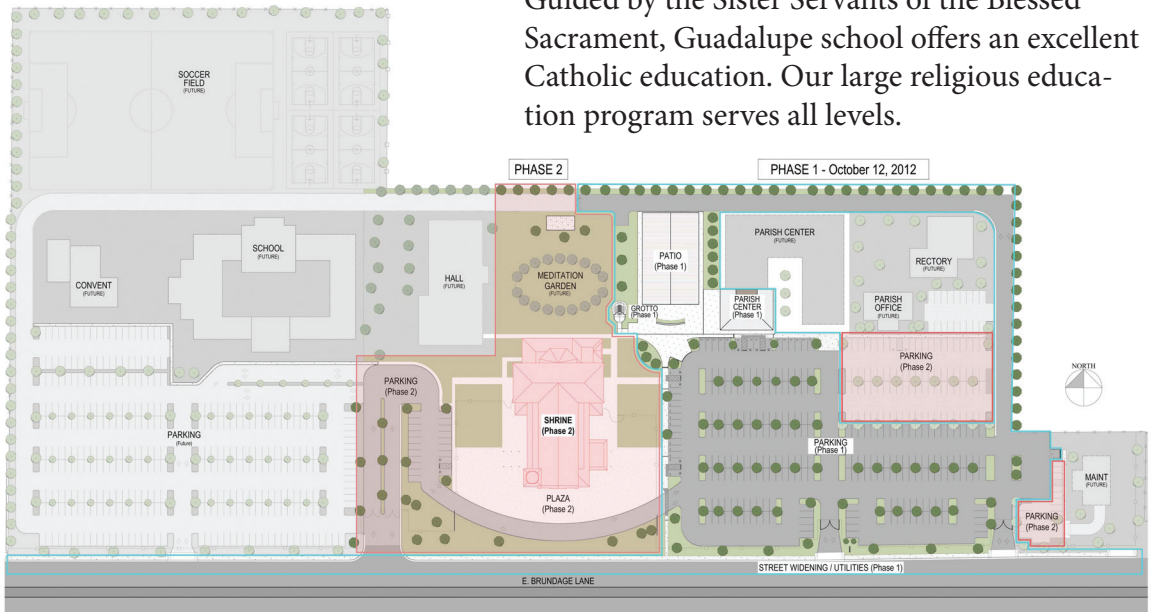 Guided by the Sister Servants of the Blessed
Sacrament, Guadalupe school offers an excellent
Catholic education. Our large religious educa-
tion program serves all levels.
SOCCER
FIELD
(FUTURE)
PHASE 2
PHASE 1 - October 12, 2012
CONVENT
(FUTURE)
SCHOOL
(FUTURE)
HALL
(FUTURE)
MEDITATION
GARDEN
(FUTURE)
PATIO
(Phase 1)
GROTTO
(Phase 1)
PARISH
CENTER
(Phase 1)
PARISH CENTER
(FUTURE)
RECTORY
(FUTURE)
PARISH
OFFICE
(FUTURE)
PARKING
(Phase 2)
NORTH
PARKING
(Phase 2)
SHRINE
(Phase 2)
PARKING
(Future)
PARKING
(Phase 1)
PLAZA
(Phase 2)
MAINT
(FUTURE)
PARKING
(Phase 2)
STREET WIDENING / UTILITIES (Phase 1)
E. BRUNDAGE LANE